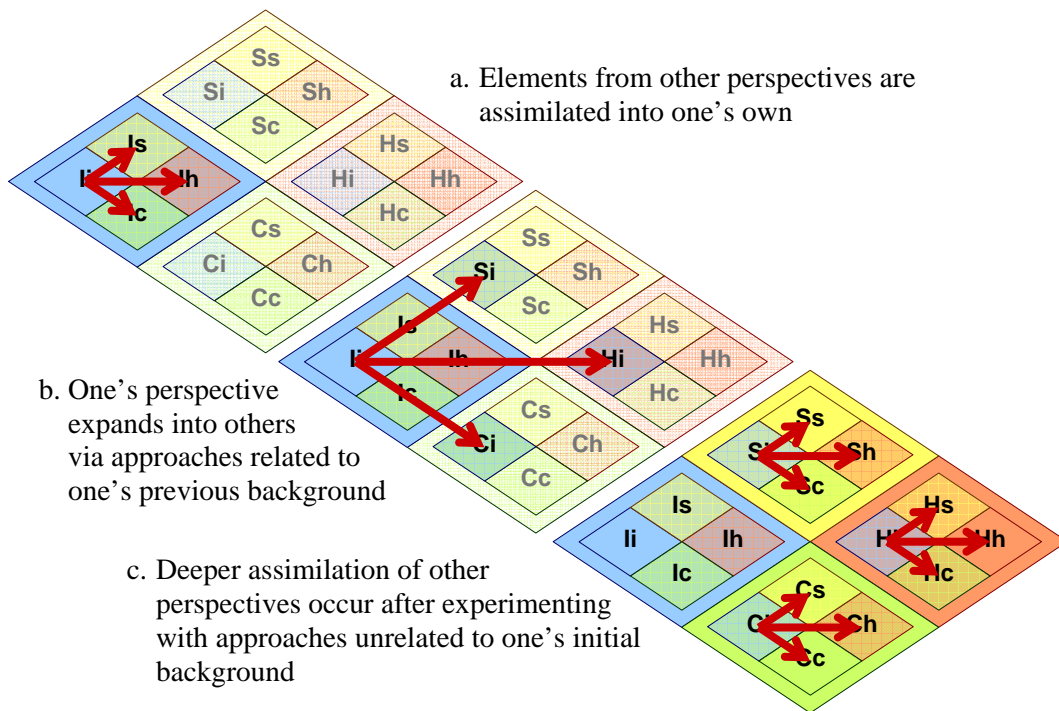 a. Elements from other perspectives are
assimilated into one's own
Ss
Si Sh
Sc
Is
Ii Ih
Ic
Hs
Hi Hh
Hc
Cs
Ci Ch
Cc
b. One's perspective
expands into others
via approaches related to
one's previous background
Ss
Si Sh
Sc
Is
Ii Ih
Ic
Hs
Hi Hh
Hc
Cs
Ci Ch
Cc
c. Deeper assimilation of other
perspectives occur after experimenting
with approaches unrelated to one's initial
background
Ss
Si Sh
Sc
Is
Ii Ih
Ic
Hs
Hi Hh
Hc
Cs
Ci Ch
Cc